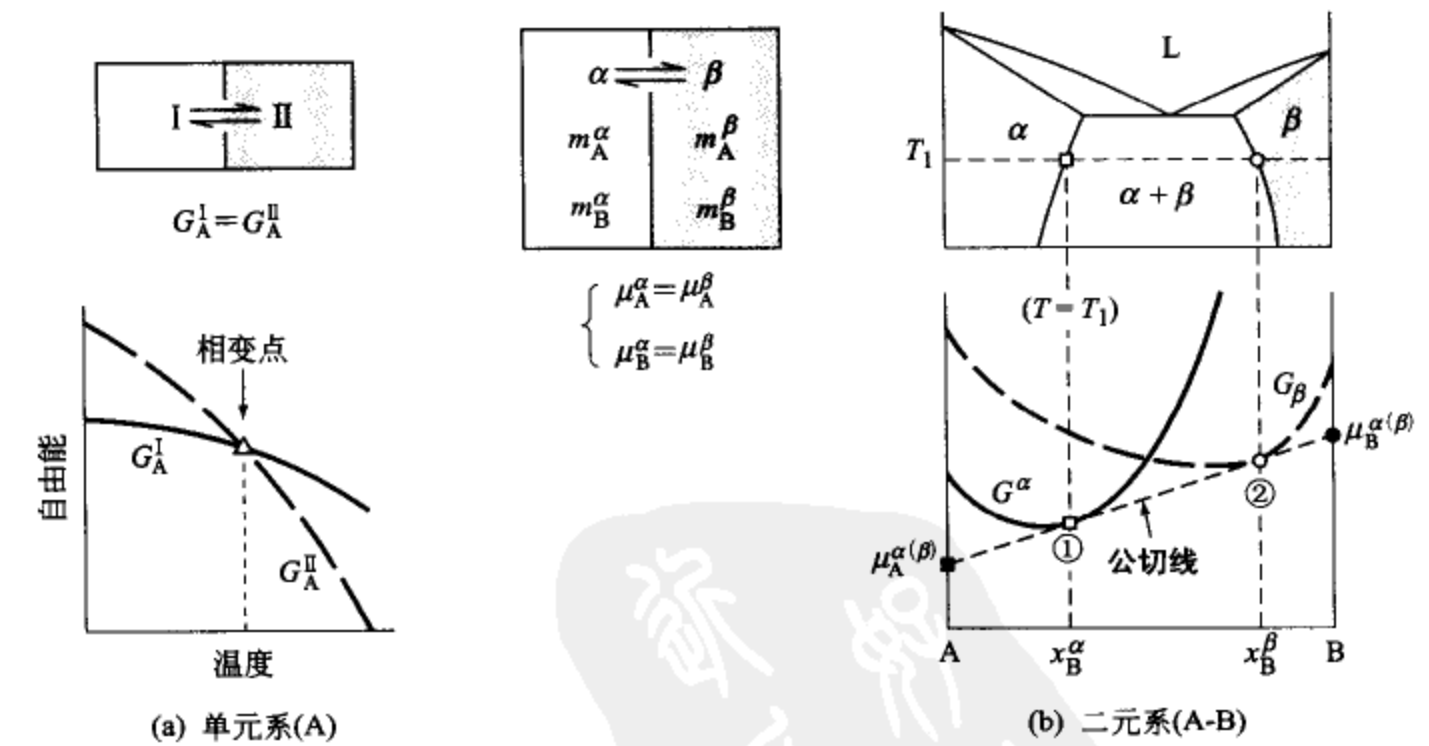 Ⅰ ⇌ Ⅱ
G_A^Ⅰ=G_A^Ⅱ
相变点
自由能
G_A^Ⅰ
G_A^Ⅱ
温度
(a) 单元系(A)
α ⇌ β
m_A^α m_A^β
m_B^α m_B^β
μ_A^α=μ_A^β
μ_B^α=μ_B^β
L
α
β
T_1
α+β
(T = T_1)
G_β
μ_B^{α(β)}
G^α
②
①
μ_A^{α(β)}
公切线
A x_B^α x_B^β B
(b) 二元系(A-B)